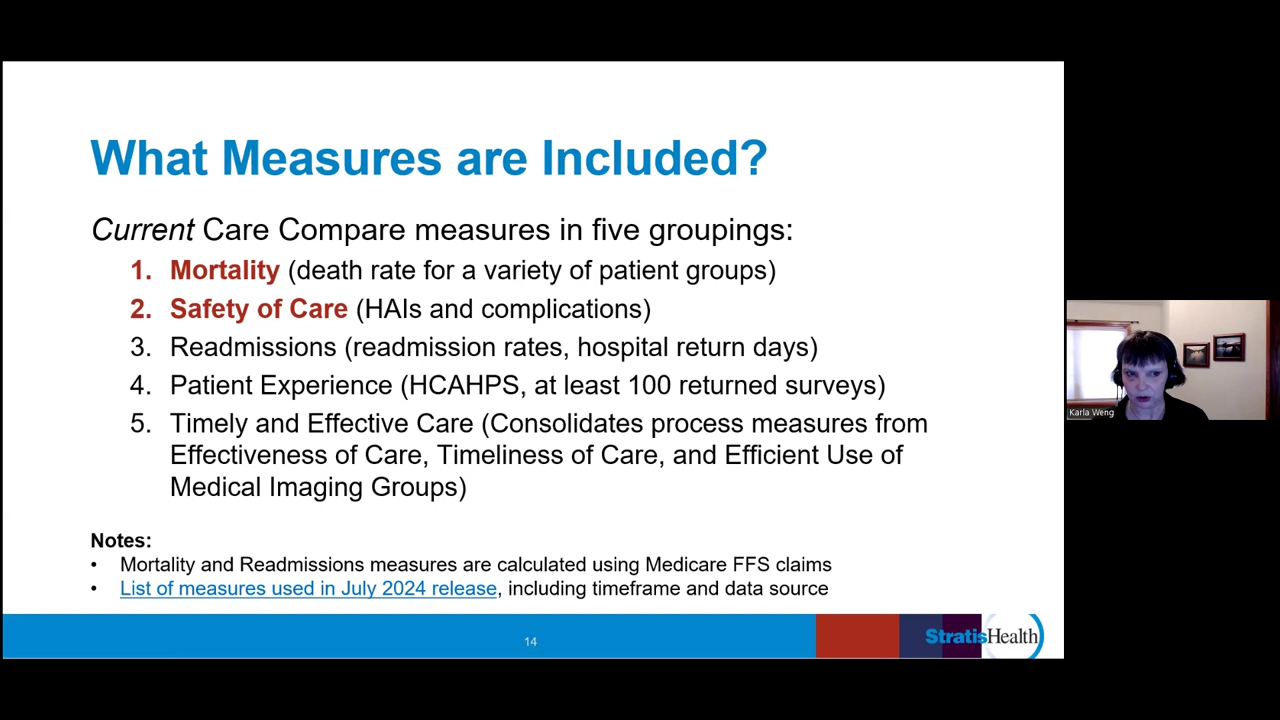 What Measures are Included?
Current Care Compare measures in five groupings:
1. Mortality (death rate for a variety of patient groups)
2. Safety of Care (HAIs and complications)
3. Readmissions (readmission rates, hospital return days)
4. Patient Experience (HCAHPS, at least 100 returned surveys)
5. Timely and Effective Care (Consolidates process measures from
Effectiveness of Care, Timeliness of Care, and Efficient Use of
Medical Imaging Groups)
Notes:
• Mortality and Readmissions measures are calculated using Medicare FFS claims
• List of measures used in July 2024 release, including timeframe and data source
14
StratisHealth
Karla Weng